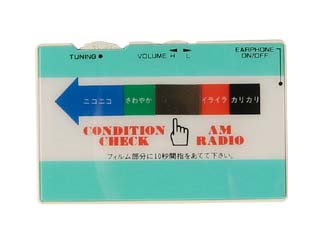 TUNING VOLUME H L EARPHONE
ON/OFF
ニコニコ さわやか イライラ カリカリ
CONDITION AM
CHECK RADIO
フィルム部分に10秒間指をあてて下さい。